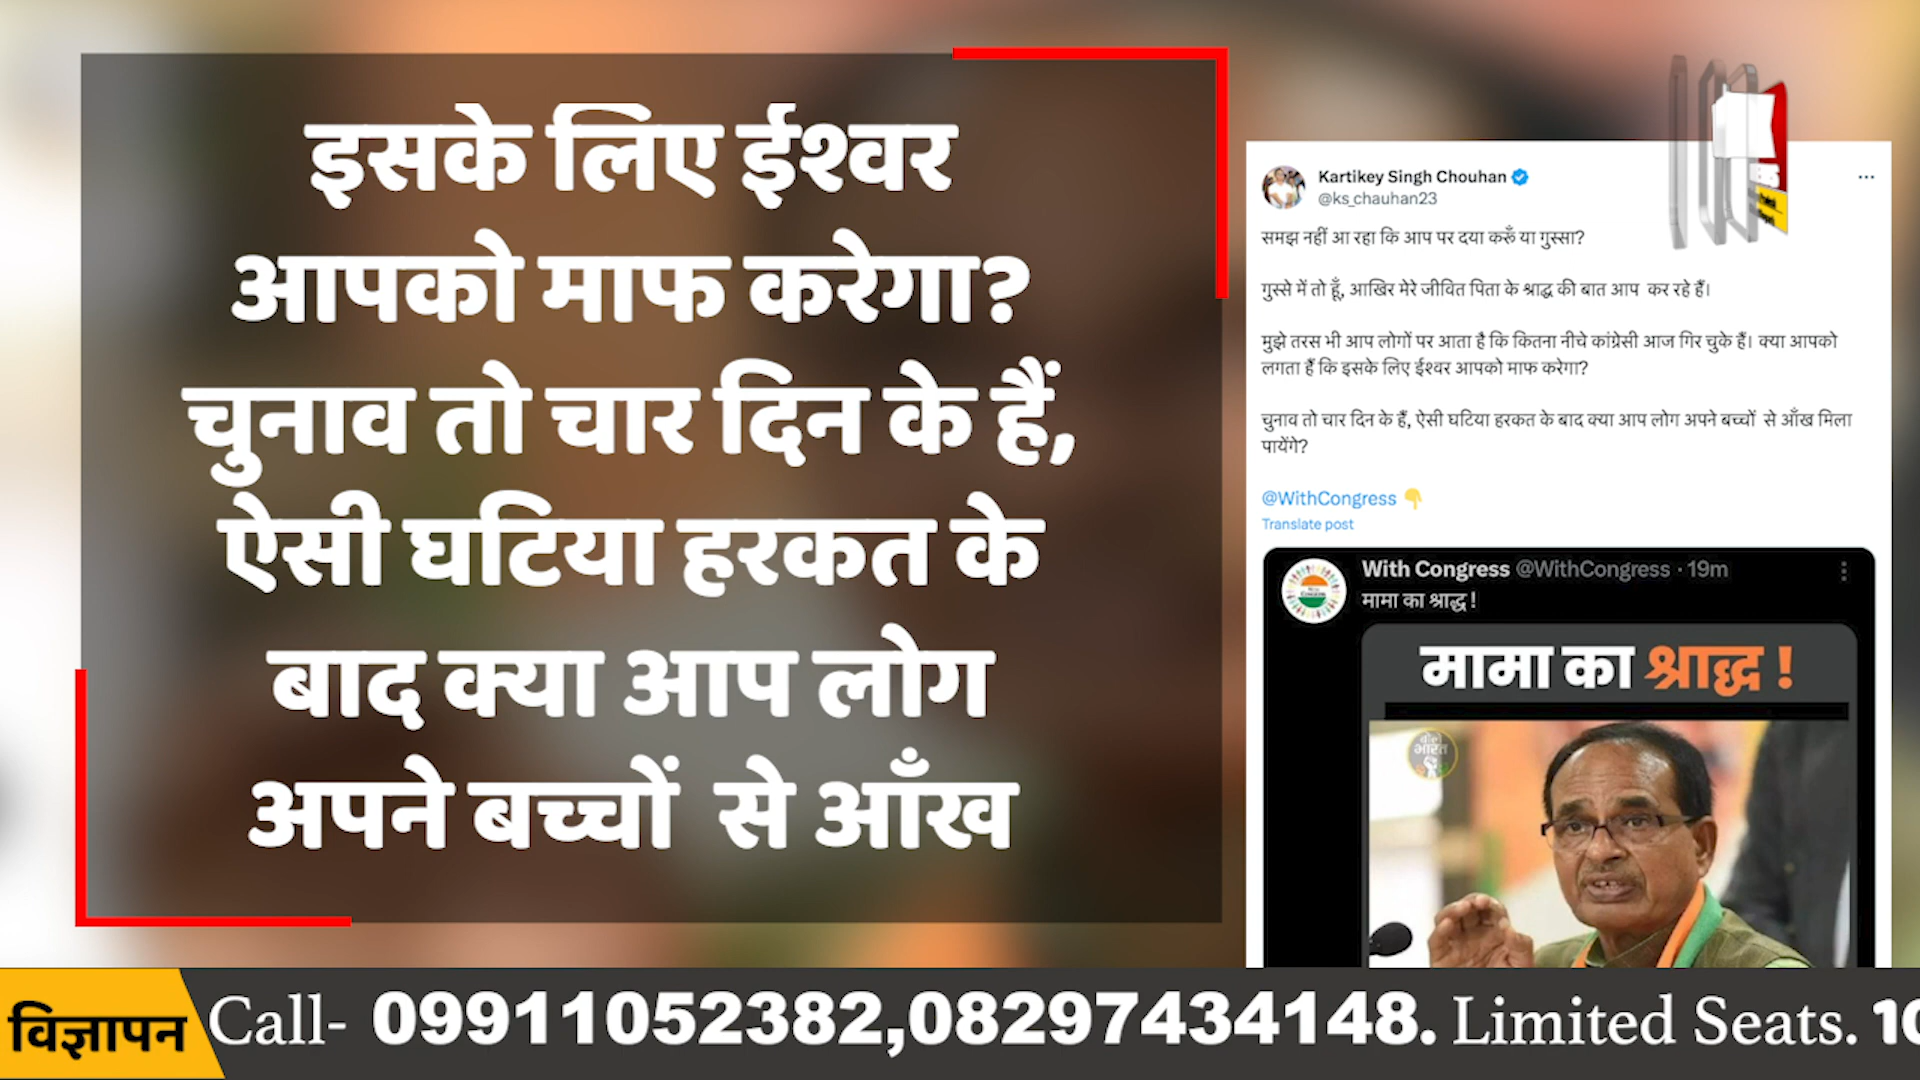 इसके लिए ईश्वर
आपको माफ करेगा?
चुनाव तो चार दिन के हैं,
ऐसी घटिया हरकत के
बाद क्या आप लोग
अपने बच्चों से आँख
Kartikey Singh Chouhan
@ks_chauhan23
समझ नहीं आ रहा कि आप पर दया करूँ या गुस्सा?
गुस्से में तो हूँ, आखिर मेरे जीवित पिता के श्राद्ध की बात आप कर रहे हैं।
मुझे तरस भी आप लोगों पर आता है कि कितना नीचे कांग्रेसी आज गिर चुके हैं। क्या आपको
लगता हैं कि इसके लिए ईश्वर आपको माफ करेगा?
चुनाव तो चार दिन के हैं, ऐसी घटिया हरकत के बाद क्या आप लोग अपने बच्चों से आँख मिला
पायेंगे?
@WithCongress
Translate post
With Congress @WithCongress · 19m
मामा का श्राद्ध !
मामा का श्राद्ध !
बोले
भारत
विज्ञापन
Call- 09911052382,08297434148. Limited Seats. 10